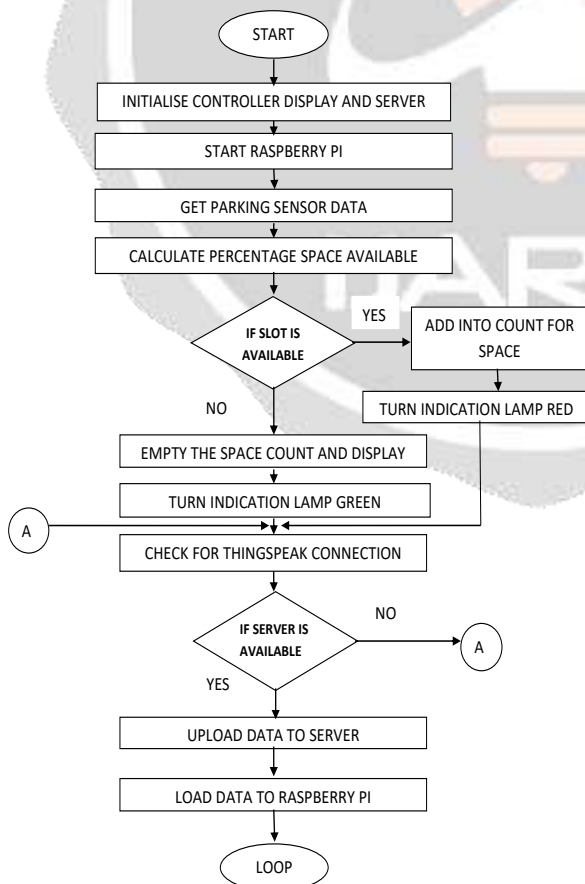 START
INITIALISE CONTROLLER DISPLAY AND SERVER
START RASPBERRY PI
GET PARKING SENSOR DATA
CALCULATE PERCENTAGE SPACE AVAILABLE
IF SLOT IS
AVAILABLE
YES
ADD INTO COUNT FOR
SPACE
TURN INDICATION LAMP RED
NO
EMPTY THE SPACE COUNT AND DISPLAY
TURN INDICATION LAMP GREEN
A
CHECK FOR THINGSPEAK CONNECTION
IF SERVER IS
AVAILABLE
NO
A
YES
UPLOAD DATA TO SERVER
LOAD DATA TO RASPBERRY PI
LOOP